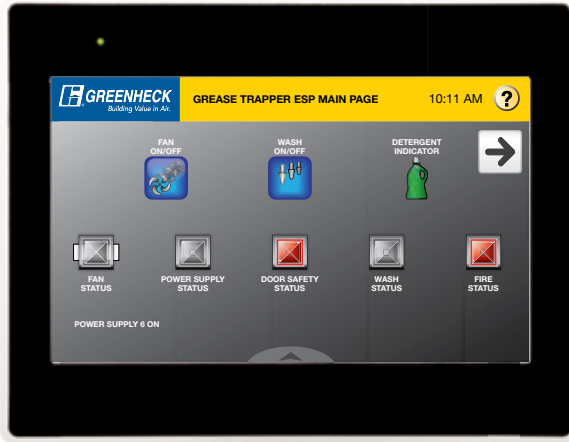 GREENHECK
Building Value in Air.
GREASE TRAPPER ESP MAIN PAGE
10:11 AM
?
FAN
ON/OFF
WASH
ON/OFF
DETERGENT
INDICATOR
FAN
STATUS
POWER SUPPLY
STATUS
DOOR SAFETY
STATUS
WASH
STATUS
FIRE
STATUS
POWER SUPPLY 6 ON